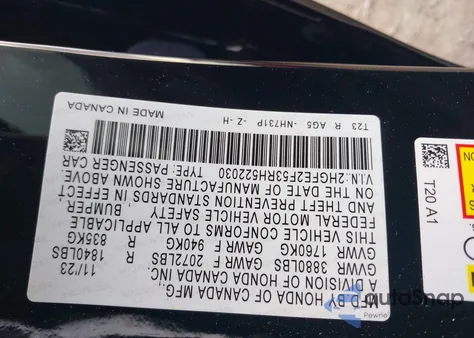 MFD BY HONDA OF CANADA MFG.,
A DIVISION OF HONDA CANADA INC. 11/23
GVWR 3880LBS GAWR F 2072LBS R 1840LBS
GVWR 1760KG GAWR F 940KG R 835KG
THIS VEHICLE CONFORMS TO ALL APPLICABLE
FEDERAL MOTOR VEHICLE SAFETY, BUMPER,
AND THEFT PREVENTION STANDARDS IN EFFECT
ON THE DATE OF MANUFACTURE SHOWN ABOVE.
V.I.N.: 2HGFE2F53RH522030 TYPE: PASSENGER CAR
T23 R AG5 -NH731P -Z -H MADE IN CANADA
T20 A1
autoSnap